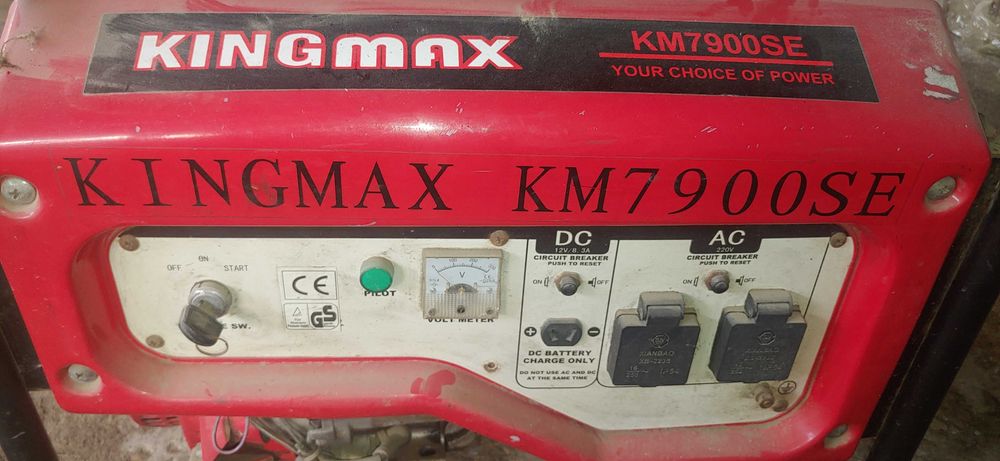 KINGMAX
KM7900SE
YOUR CHOICE OF POWER
KINGMAX KM7900SE
OFF
ON
START
E SW.
CE
GS
PILOT
V
VOLT METER
DC
12V/8.3A
CIRCUIT BREAKER
PUSH TO RESET
ON
OFF
DC BATTERY
CHARGE ONLY
DO NOT USE AC AND DC
AT THE SAME TIME
AC
220V
CIRCUIT BREAKER
PUSH TO RESET
ON
OFF
XIANBAO